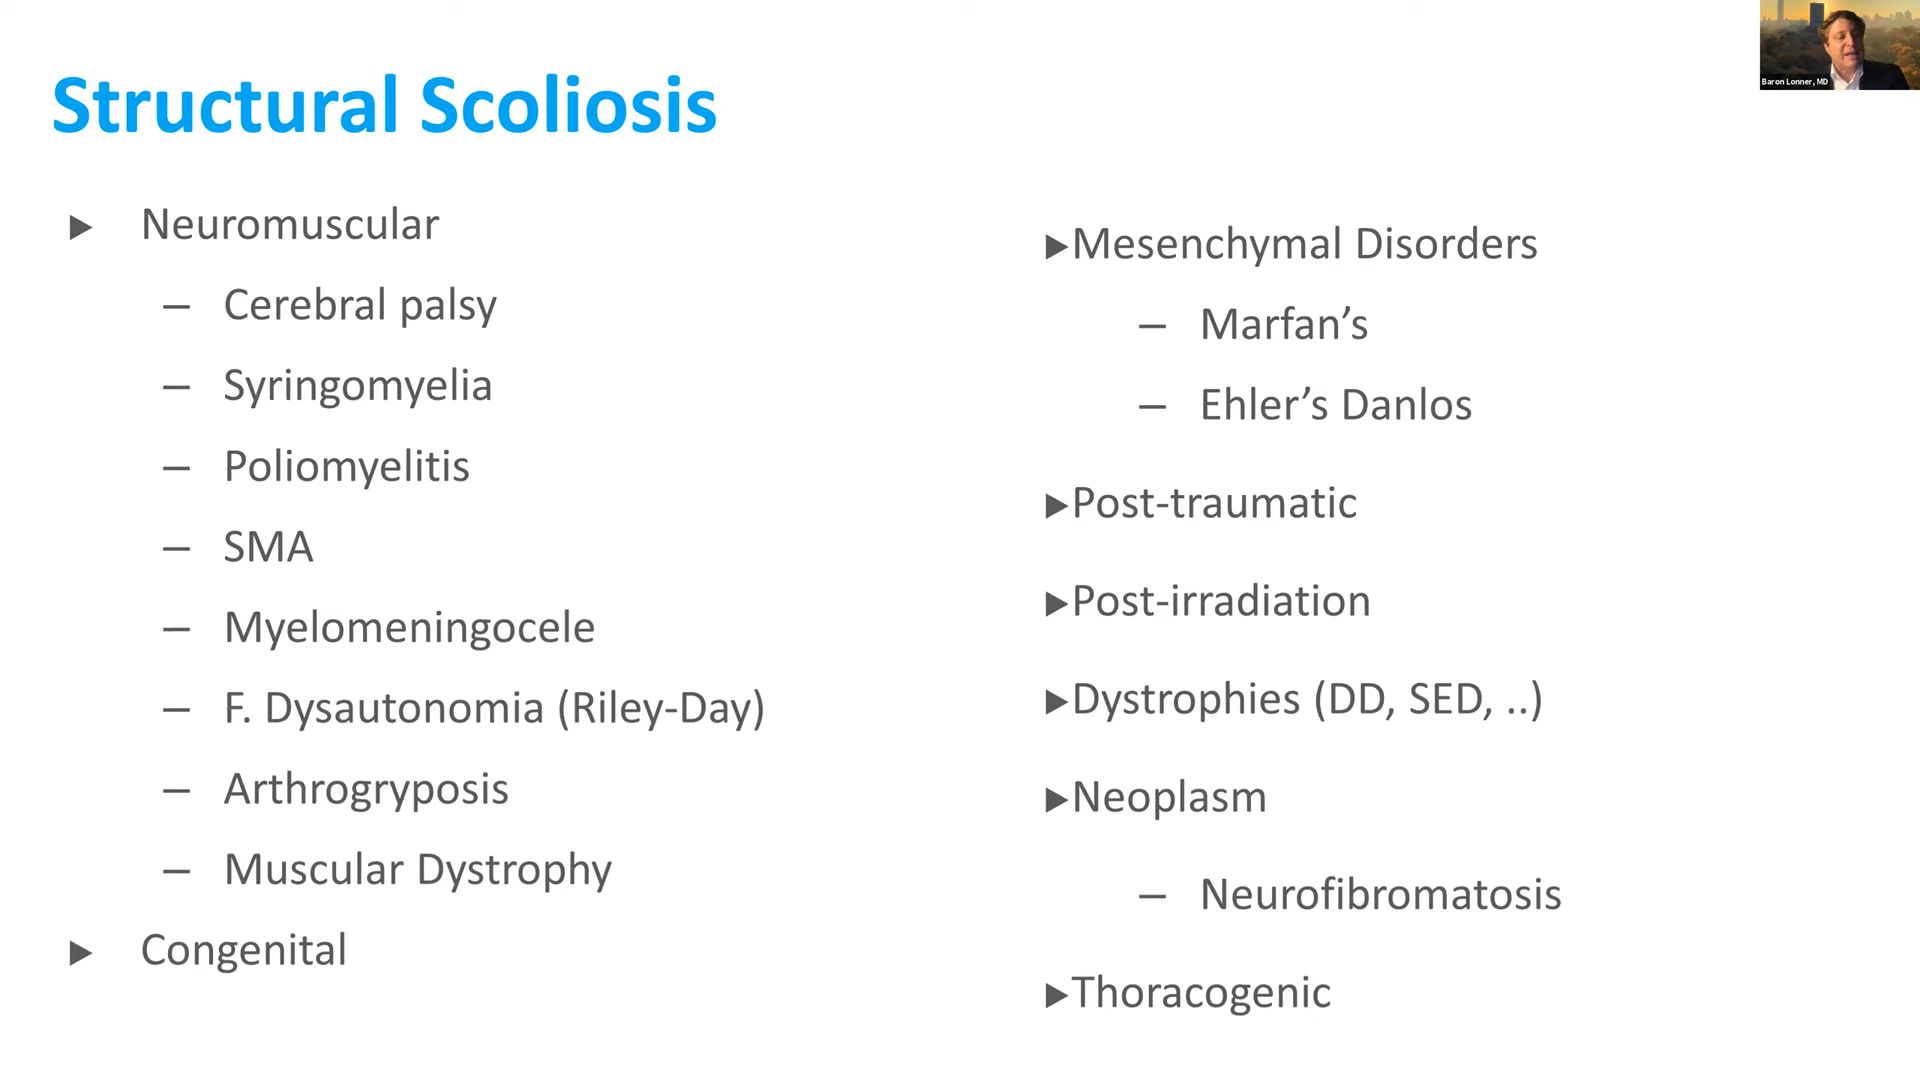 Structural Scoliosis
▶ Neuromuscular
– Cerebral palsy
– Syringomyelia
– Poliomyelitis
– SMA
– Myelomeningocele
– F. Dysautonomia (Riley-Day)
– Arthrogryposis
– Muscular Dystrophy
▶ Congenital
▶Mesenchymal Disorders
– Marfan’s
– Ehler’s Danlos
▶Post-traumatic
▶Post-irradiation
▶Dystrophies (DD, SED, ..)
▶Neoplasm
– Neurofibromatosis
▶Thoracogenic
Baron Lonner, MD